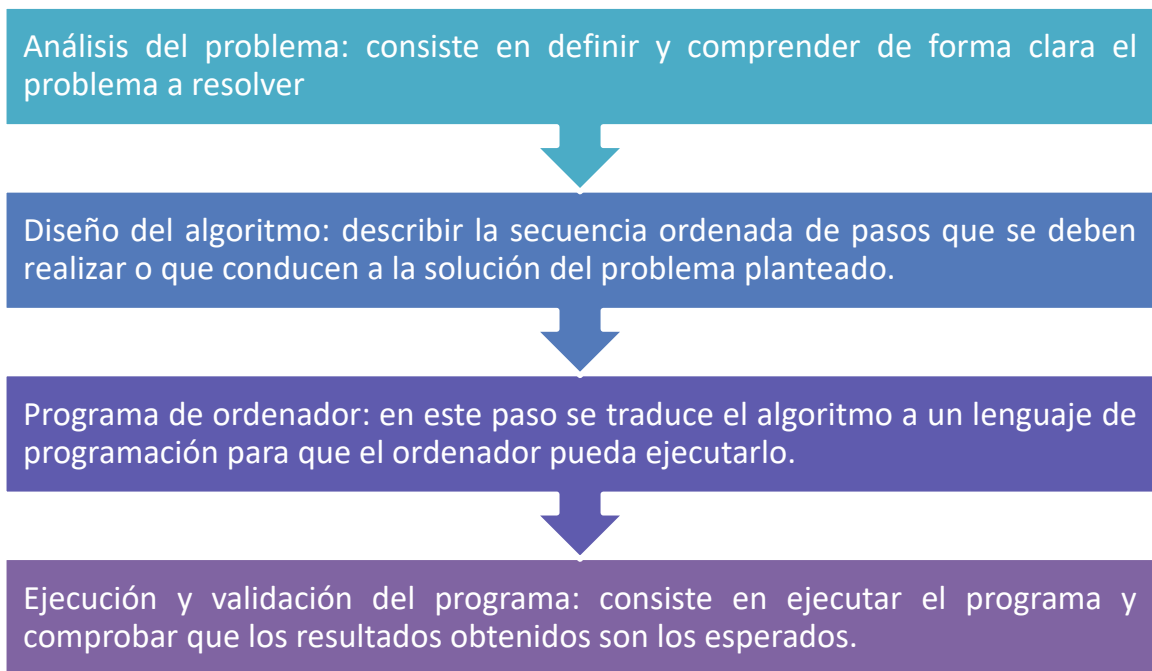 Análisis del problema: consiste en definir y comprender de forma clara el
problema a resolver
Diseño del algoritmo: describir la secuencia ordenada de pasos que se deben
realizar o que conducen a la solución del problema planteado.
Programa de ordenador: en este paso se traduce el algoritmo a un lenguaje de
programación para que el ordenador pueda ejecutarlo.
Ejecución y validación del programa: consiste en ejecutar el programa y
comprobar que los resultados obtenidos son los esperados.